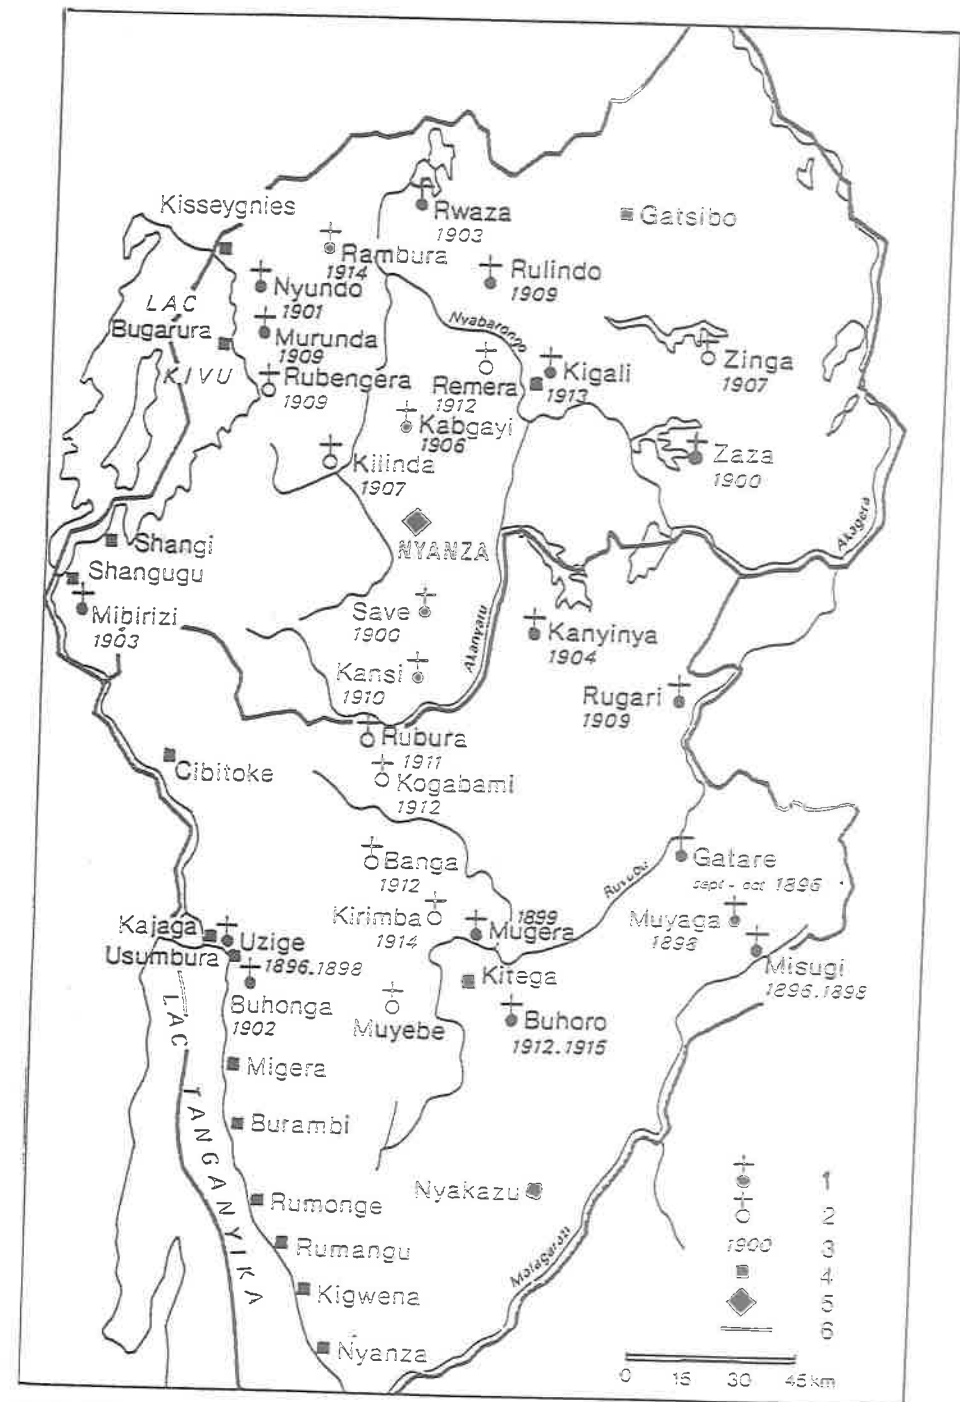 Kisseygnies
Rwaza
1903
Gatsibo
Rambura
1914
Rulindo
1909
Nyundo
1901
LAC
KIVU
Bugarura
Murunda
1909
Nyabarongo
Rubengera
1909
Remera
1912
Kigali
1913
Zinga
1907
Kabgayi
1906
Kilinda
1907
Zaza
1900
NYANZA
Akagera
Shangi
Shangugu
Mibirizi
1903
Save
1900
Akanyaru
Kanyinya
1904
Kansi
1910
Rugari
1909
Rubura
1911
Cibitoke
Kogabami
1912
Banga
1912
Ruvubu
Gatare
sept - oct 1896
Kirimba
1914
1899
Mugera
Muyaga
1898
Kajaga
Uzige
Usumbura
1896.1898
Misugi
1896.1898
Kitega
Buhonga
1902
Muyebe
Buhoro
1912.1915
LAC TANGANYIKA
Migera
Burambi
Nyakazu
Rumonge
Rumangu
Malagarazi
Kigwena
Nyanza
1
2
1900 3
4
5
6
0 15 30 45 km